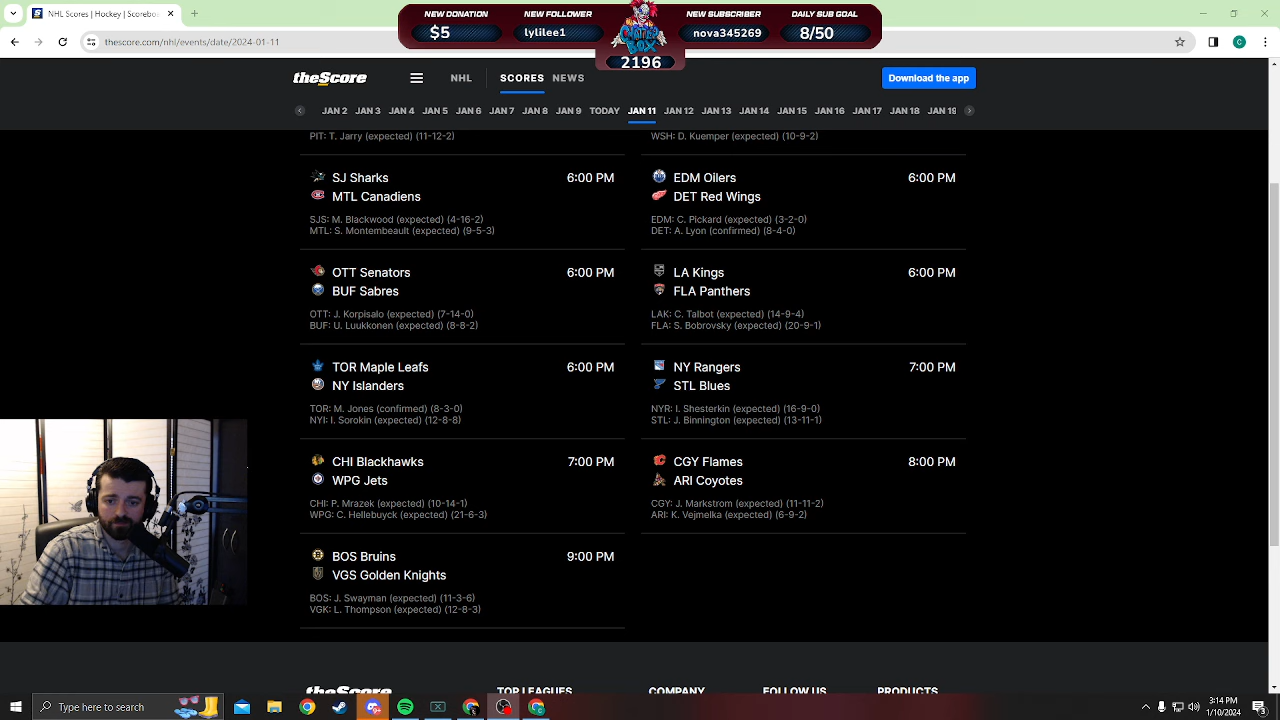 NEW DONATION
$5
NEW FOLLOWER
lylilee1
2196
NEW SUBSCRIBER
nova345269
DAILY SUB GOAL
8/50
NHL Scores | Hockey | Scorebo
thescore.com/nhl/events/date/2024-01-11
theScore
NHL
SCORES
NEWS
Download the app
JAN 2 JAN 3 JAN 4 JAN 5 JAN 6 JAN 7 JAN 8 JAN 9 TODAY JAN 11 JAN 12 JAN 13 JAN 14 JAN 15 JAN 16 JAN 17 JAN 18 JAN 19
PIT: T. Jarry (expected) (11-12-2)
WSH: D. Kuemper (expected) (10-9-2)
SJ Sharks 6:00 PM
MTL Canadiens
SJS: M. Blackwood (expected) (4-16-2)
MTL: S. Montembeault (expected) (9-5-3)
EDM Oilers 6:00 PM
DET Red Wings
EDM: C. Pickard (expected) (3-2-0)
DET: A. Lyon (confirmed) (8-4-0)
OTT Senators 6:00 PM
BUF Sabres
OTT: J. Korpisalo (expected) (7-14-0)
BUF: U. Luukkonen (expected) (8-8-2)
LA Kings 6:00 PM
FLA Panthers
LAK: C. Talbot (expected) (14-9-4)
FLA: S. Bobrovsky (expected) (20-9-1)
TOR Maple Leafs 6:00 PM
NY Islanders
TOR: M. Jones (confirmed) (8-3-0)
NYI: I. Sorokin (expected) (12-8-8)
NY Rangers 7:00 PM
STL Blues
NYR: I. Shesterkin (expected) (16-9-0)
STL: J. Binnington (expected) (13-11-1)
CHI Blackhawks 7:00 PM
WPG Jets
CHI: P. Mrazek (expected) (10-14-1)
WPG: C. Hellebuyck (expected) (21-6-3)
CGY Flames 8:00 PM
ARI Coyotes
CGY: J. Markstrom (expected) (11-11-2)
ARI: K. Vejmelka (expected) (6-9-2)
BOS Bruins 9:00 PM
VGS Golden Knights
BOS: J. Swayman (expected) (11-3-6)
VGK: L. Thompson (expected) (12-8-3)
theScore
TOP LEAGUES
COMPANY
FOLLOW US
PRODUCTS
Type here to search
3:14 PM
1/10/2024